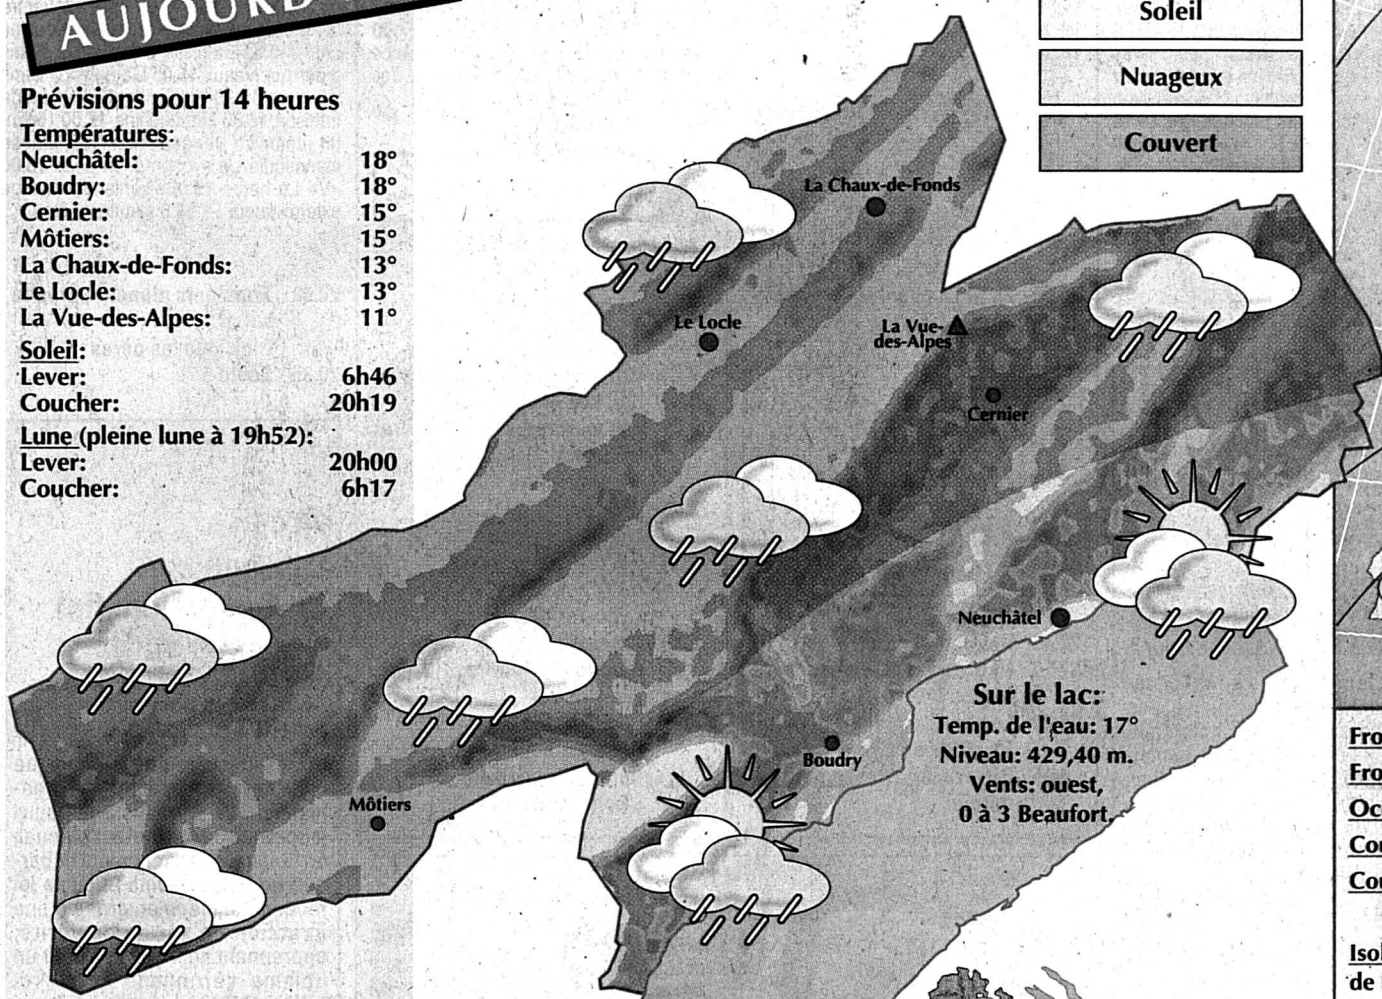 Prévisions pour 14 heures
Températures:
Neuchâtel: 18°
Boudry: 18°
Cernier: 15°
Môtiers: 15°
La Chaux-de-Fonds: 13°
Le Locle: 13°
La Vue-des-Alpes: 11°
Soleil:
Lever: 6h46
Coucher: 20h19
Lune (pleine lune à 19h52):
Lever: 20h00
Coucher: 6h17
Soleil
Nuageux
Couvert
La Chaux-de-Fonds
Le Locle
La Vue-
des-Alpes
Cernier
Neuchâtel
Boudry
Môtiers
Sur le lac:
Temp. de l'eau: 17°
Niveau: 429,40 m.
Vents: ouest,
0 à 3 Beaufort.
de